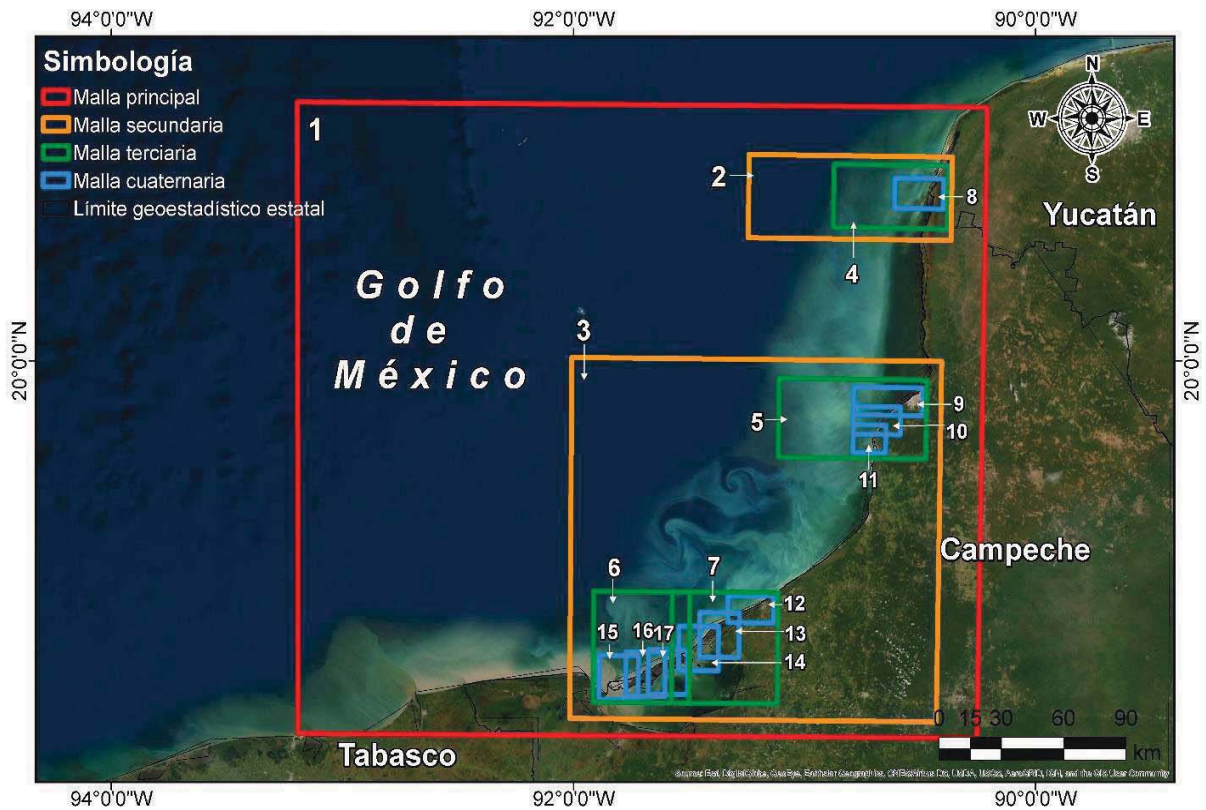 94°0'0"W 92°0'0"W 90°0'0"W
Simbología
Malla principal
Malla secundaria
Malla terciaria
Malla cuaternaria
Límite geoestadístico estatal
1
N
W E
S
2
8
Yucatán
4
Golfo
de
México
3
20°0'0"N 20°0'0"N
5
9
10
11
Campeche
6 7
12
15 16 17
13
14
Tabasco
0 15 30 60 90
km
94°0'0"W 92°0'0"W 90°0'0"W